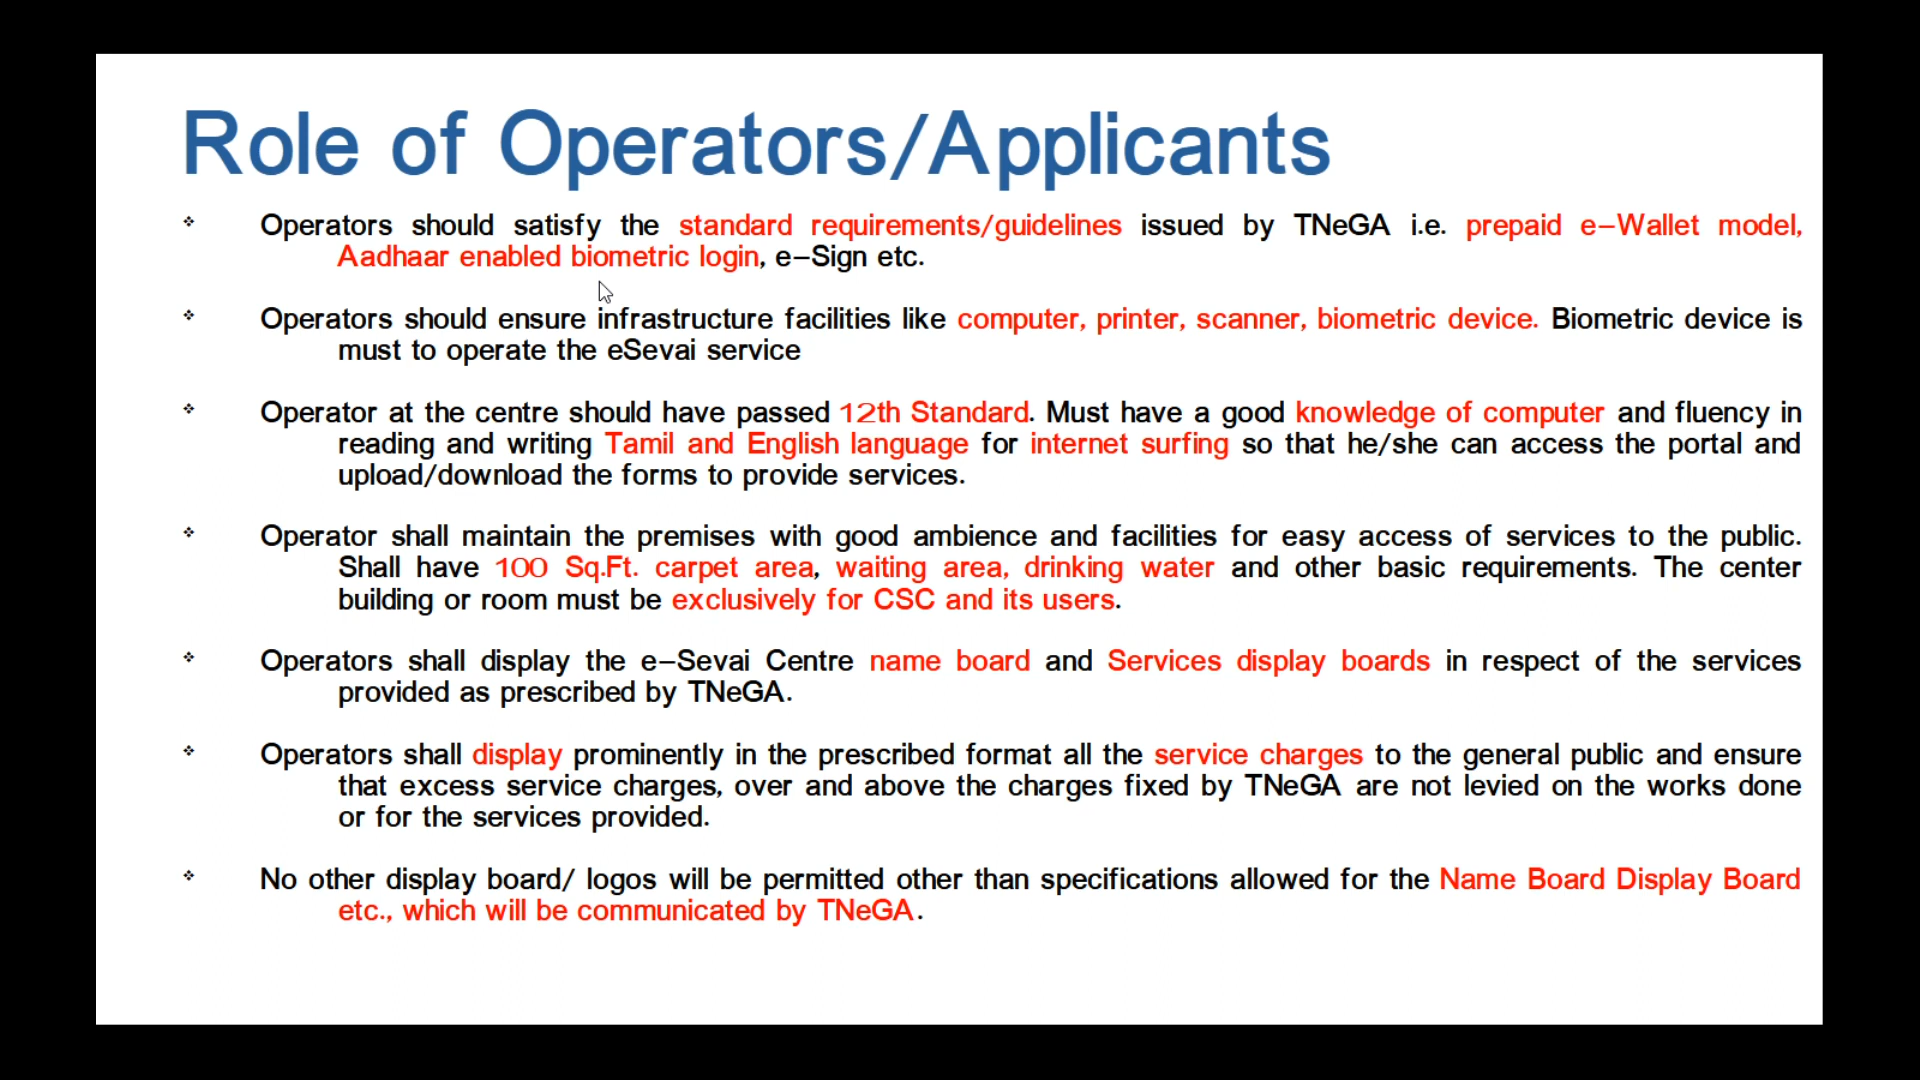 Role of Operators/Applicants
❖ Operators should satisfy the standard requirements/guidelines issued by TNeGA i.e. prepaid e-Wallet model,
Aadhaar enabled biometric login, e-Sign etc.
❖ Operators should ensure infrastructure facilities like computer, printer, scanner, biometric device. Biometric device is
must to operate the eSevai service
❖ Operator at the centre should have passed 12th Standard. Must have a good knowledge of computer and fluency in
reading and writing Tamil and English language for internet surfing so that he/she can access the portal and
upload/download the forms to provide services.
❖ Operator shall maintain the premises with good ambience and facilities for easy access of services to the public.
Shall have 100 Sq.Ft. carpet area, waiting area, drinking water and other basic requirements. The center
building or room must be exclusively for CSC and its users.
❖ Operators shall display the e-Sevai Centre name board and Services display boards in respect of the services
provided as prescribed by TNeGA.
❖ Operators shall display prominently in the prescribed format all the service charges to the general public and ensure
that excess service charges, over and above the charges fixed by TNeGA are not levied on the works done
or for the services provided.
❖ No other display board/ logos will be permitted other than specifications allowed for the Name Board Display Board
etc., which will be communicated by TNeGA.